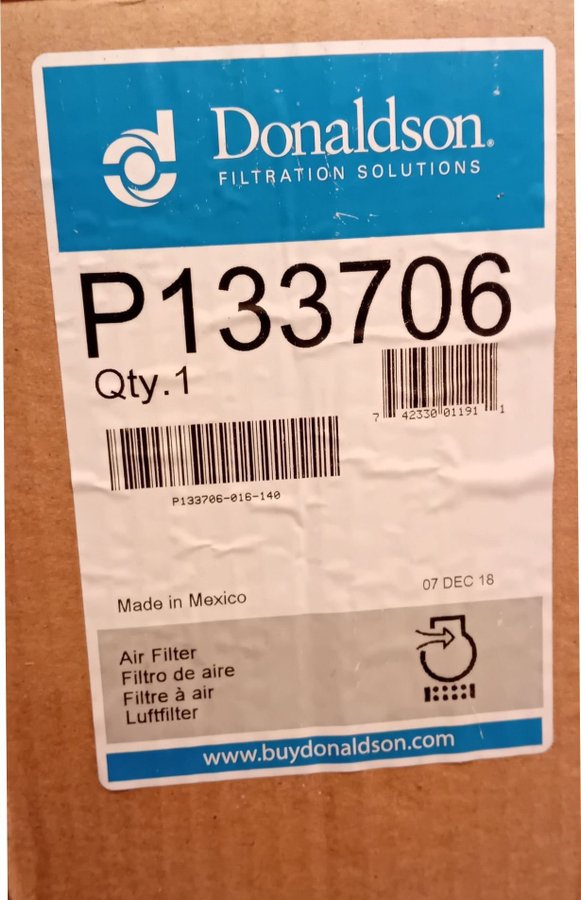 Donaldson®
FILTRATION SOLUTIONS
P133706
Qty.1
7 42330 01191 1
P133706-016-140
Made in Mexico
07 DEC 18
Air Filter
Filtro de aire
Filtre à air
Luftfilter
www.buydonaldson.com